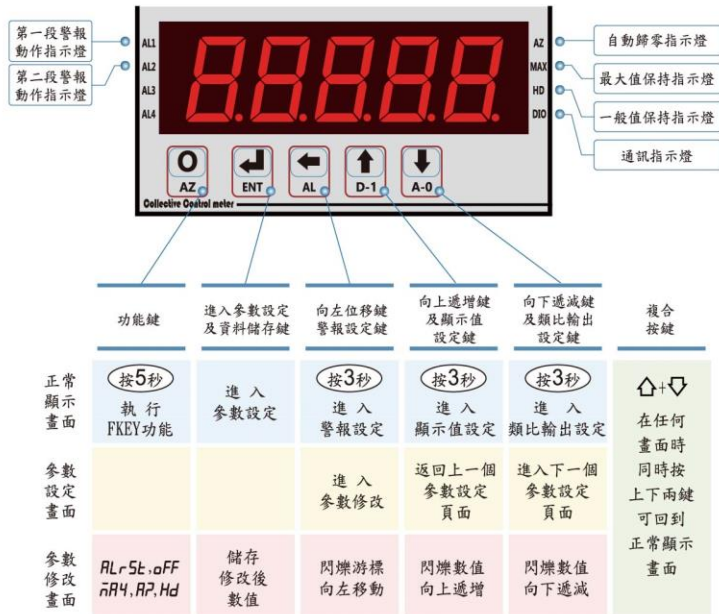 第一段警報
動作指示燈
第二段警報
動作指示燈
AL1
AL2
AL3
AL4
88888
AZ
MAX
HD
DIO
自動歸零指示燈
最大值保持指示燈
一般值保持指示燈
通訊指示燈
O
AZ
ENT
AL
D-1
A-0
Collective Control meter
功能鍵
進入參數設定
及資料儲存鍵
向左位移鍵
警報設定鍵
向上遞增鍵
及顯示值
設定鍵
向下遞減鍵
及類比輸出
設定鍵
複合
按鍵
正常
顯示
畫面
按5秒
執行
FKEY功能
進入
參數設定
按3秒
進入
警報設定
按3秒
進入
顯示值設定
按3秒
進入
類比輸出設定
參數
設定
畫面
進入
參數修改
返回上一個
參數設定
頁面
進入下一個
參數設定
頁面
參數
修改
畫面
ALrSt,oFF
儲存
修改後
數值
閃爍游標
向左移動
閃爍數值
向上遞增
閃爍數值
向下遞減
+
在任何
畫面時
同時按
上下兩鍵
可回到
正常顯示
畫面